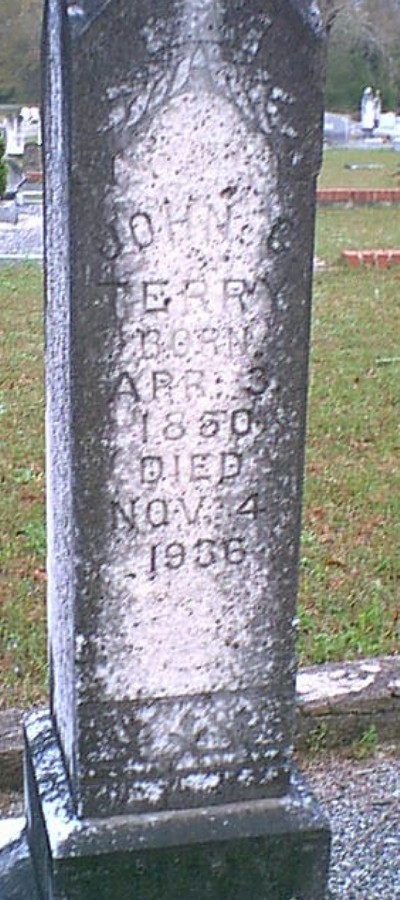 JOHN C
TERRY
BORN
APR. 3
1850
DIED
NOV. 4
1936